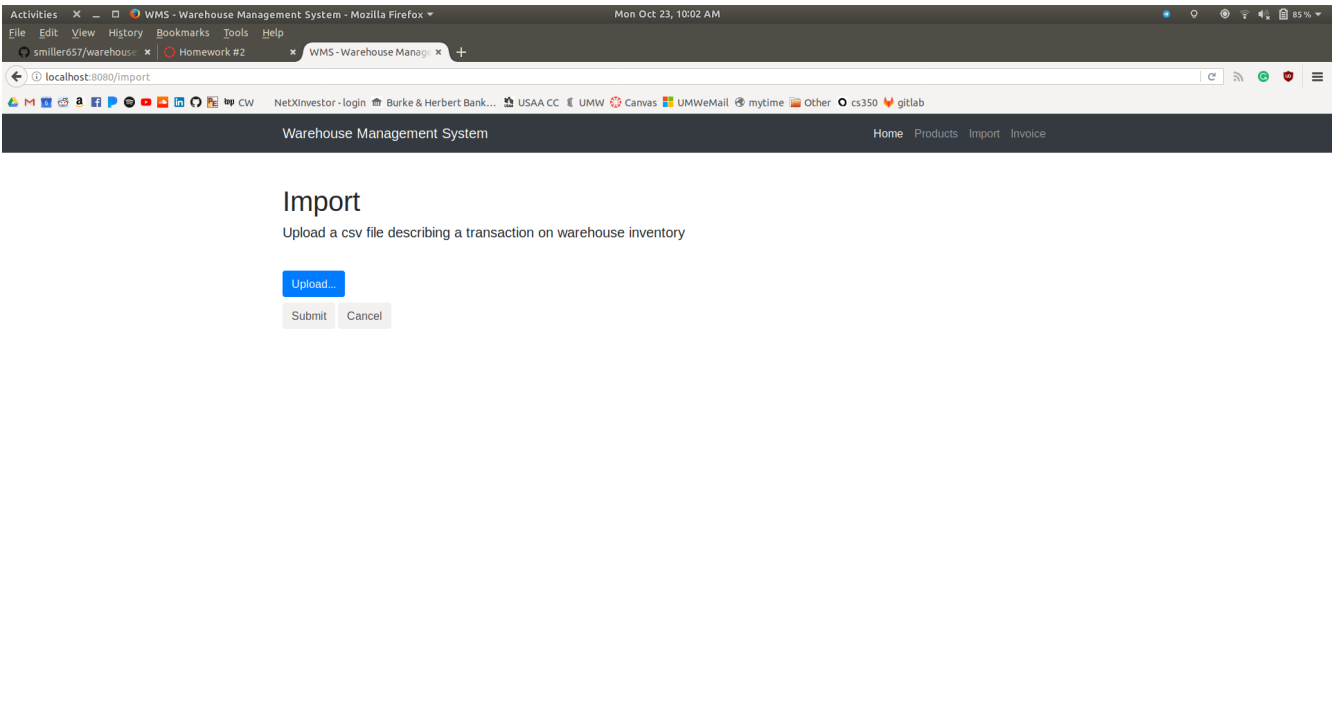 Activities WMS - Warehouse Management System - Mozilla Firefox Mon Oct 23, 10:02 AM 85 %
File Edit View History Bookmarks Tools Help
smiller657/warehouse Homework #2 WMS - Warehouse Manage
localhost:8080/import
CW NetXInvestor - login Burke & Herbert Bank... USAA CC UMW Canvas UMWeMail mytime Other cs350 gitlab
Warehouse Management System Home Products Import Invoice
Import
Upload a csv file describing a transaction on warehouse inventory
Upload...
Submit Cancel